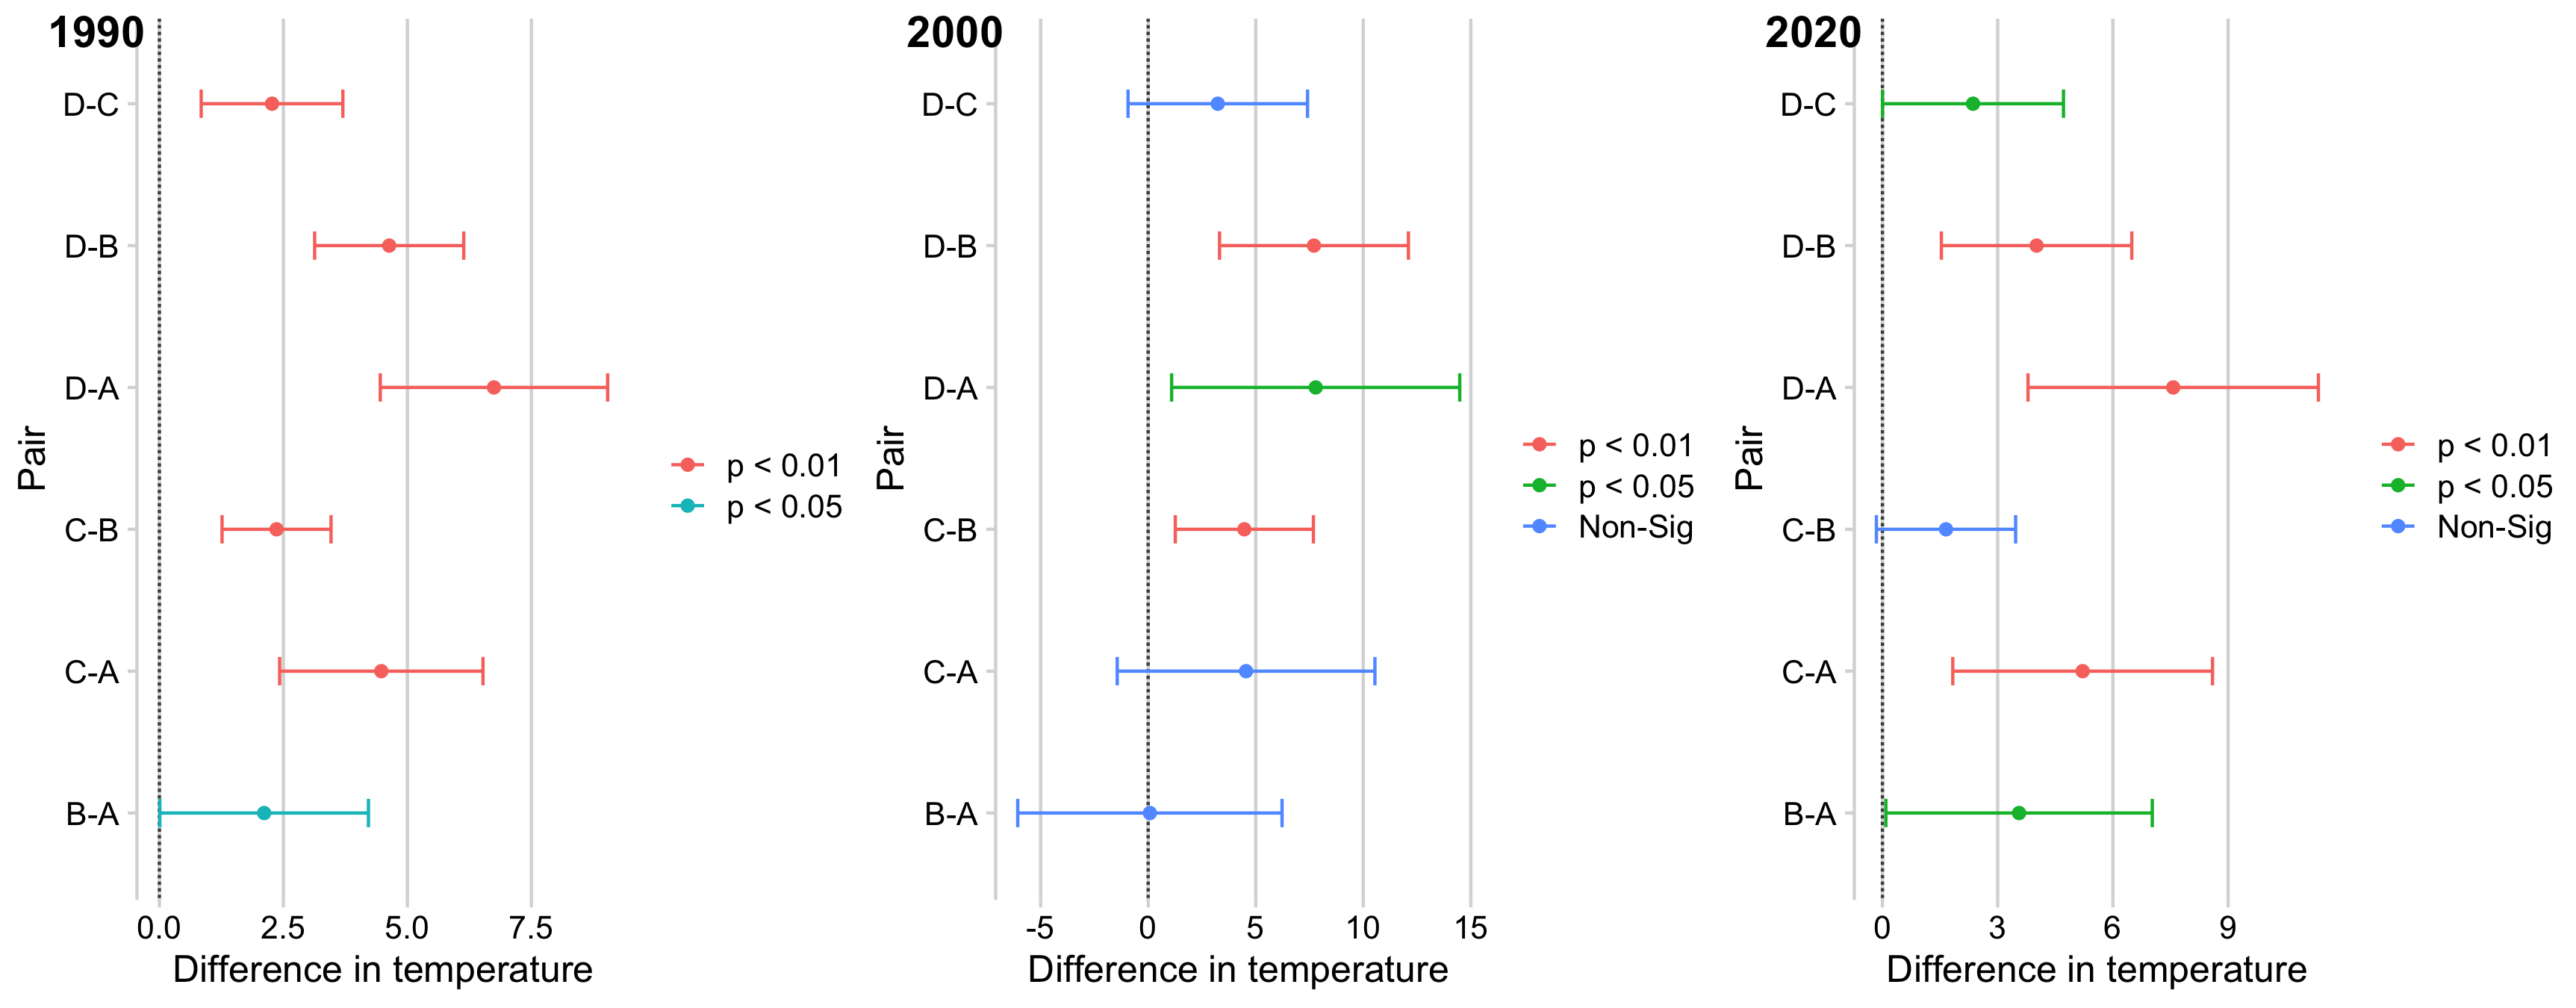 1990
D-C
D-B
D-A
C-B
C-A
B-A
Pair
0.0 2.5 5.0 7.5
Difference in temperature
p < 0.01
p < 0.05
2000
D-C
D-B
D-A
C-B
C-A
B-A
Pair
-5 0 5 10 15
Difference in temperature
p < 0.01
p < 0.05
Non-Sig
2020
D-C
D-B
D-A
C-B
C-A
B-A
Pair
0 3 6 9
Difference in temperature
p < 0.01
p < 0.05
Non-Sig